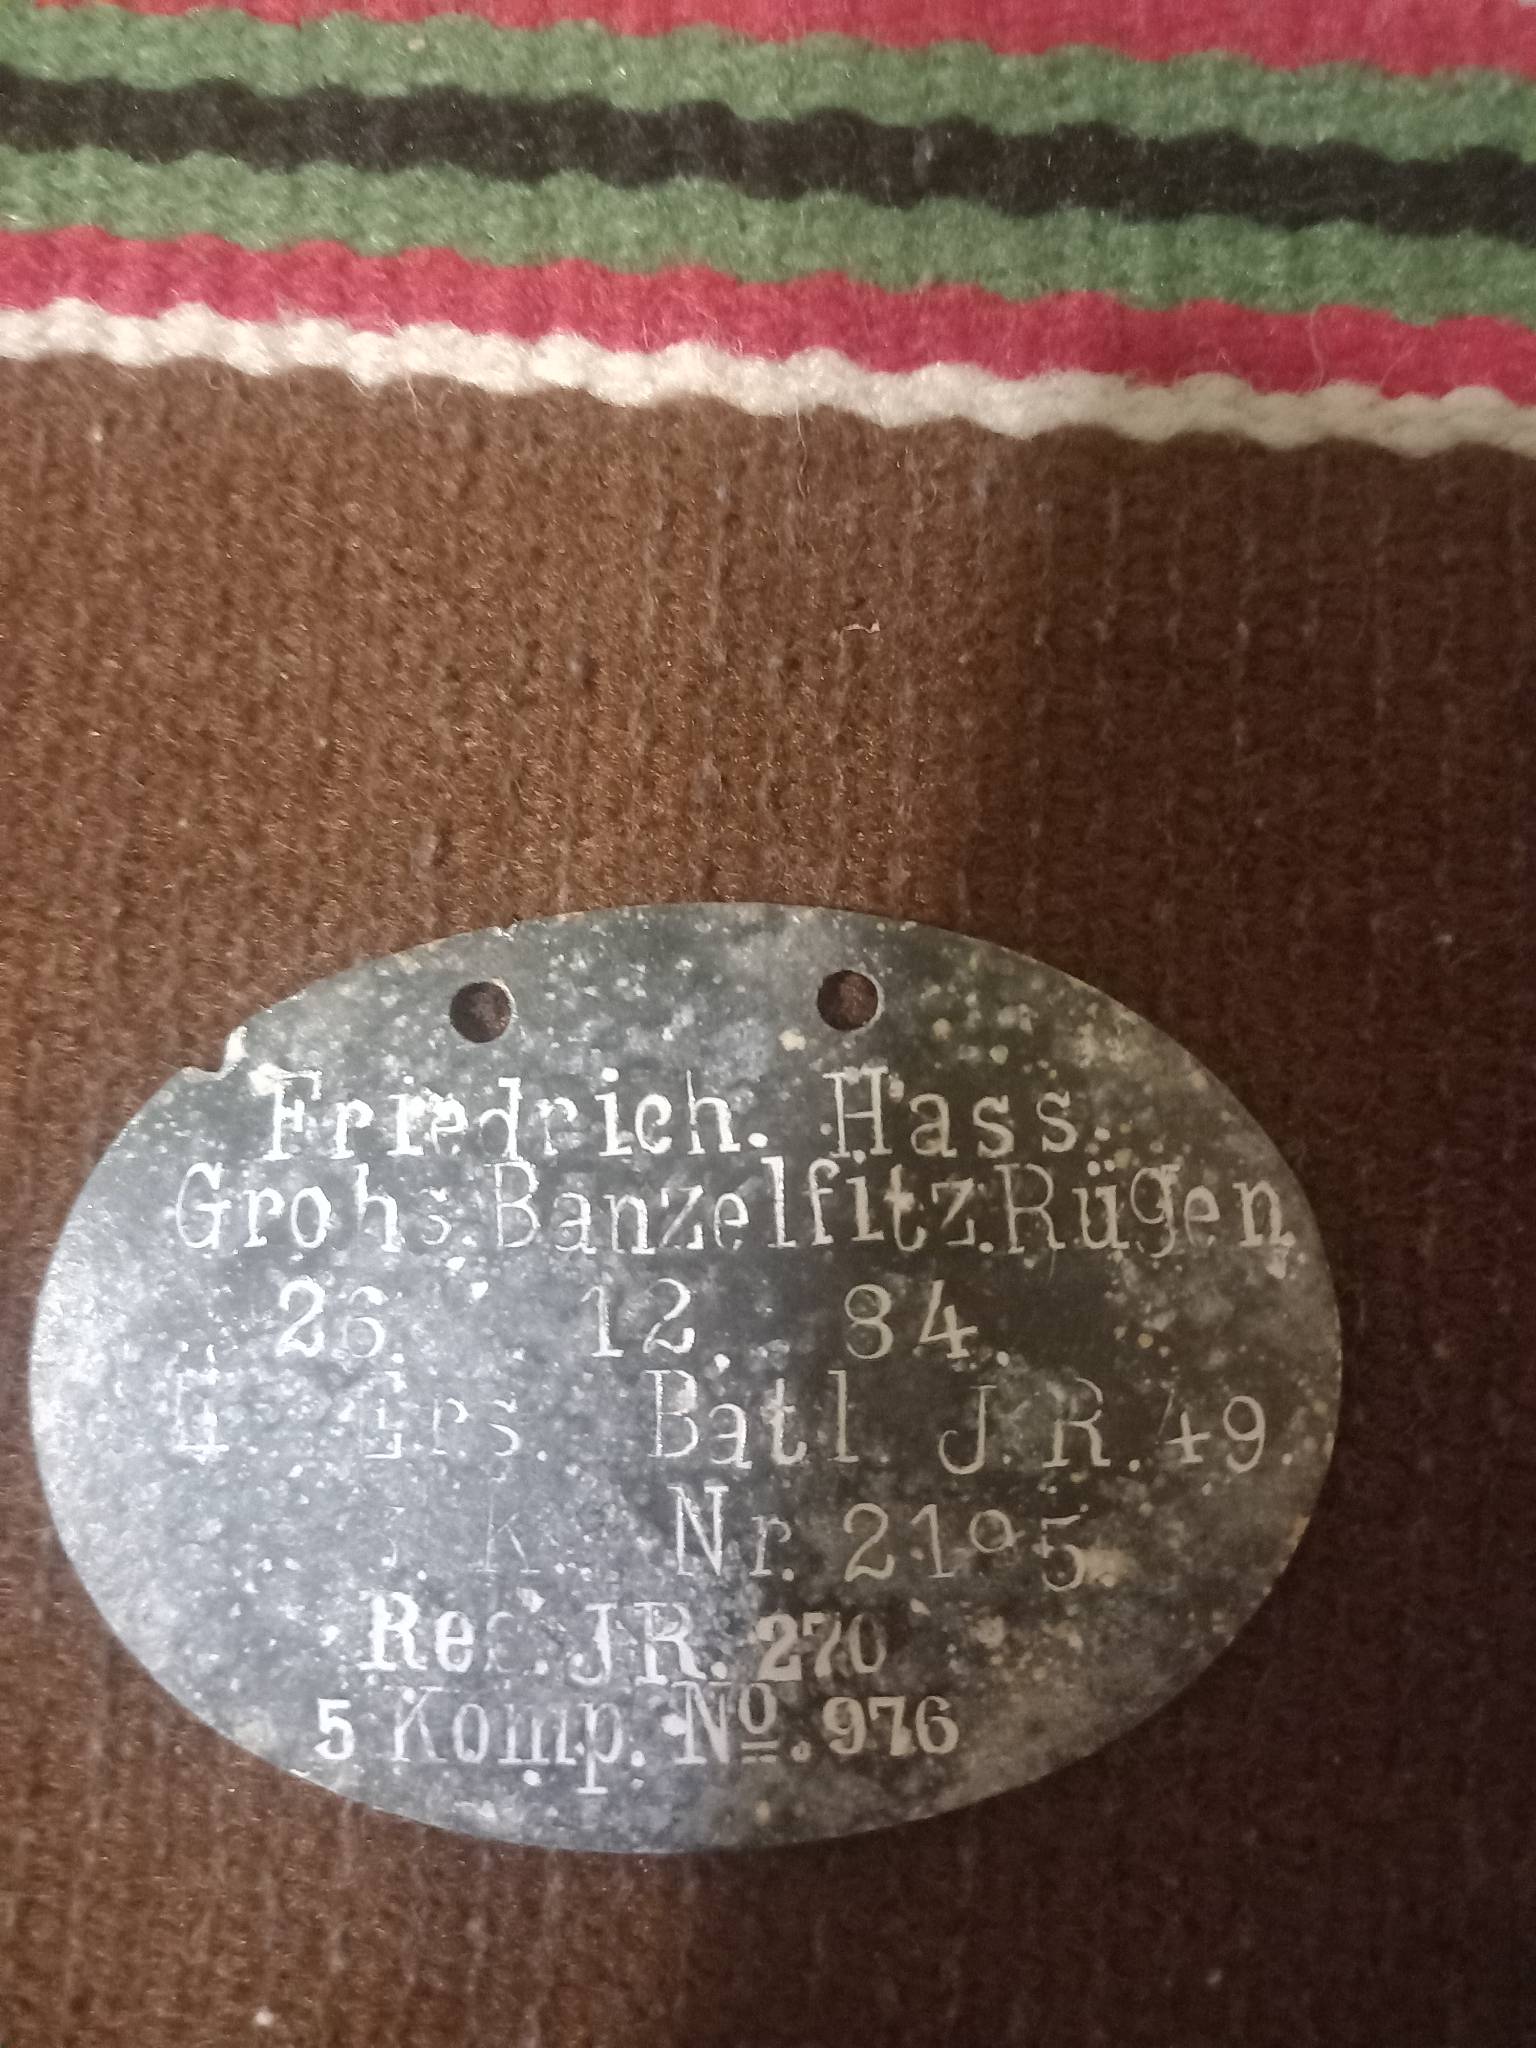 Friedrich. Hass.
Grohs.Banzelfitz.Rügen
26. 12. 84.
Ers. Batl. J.R.49.
K. Nr. 2195.
Res. JR. 270
5 Komp. No. 976